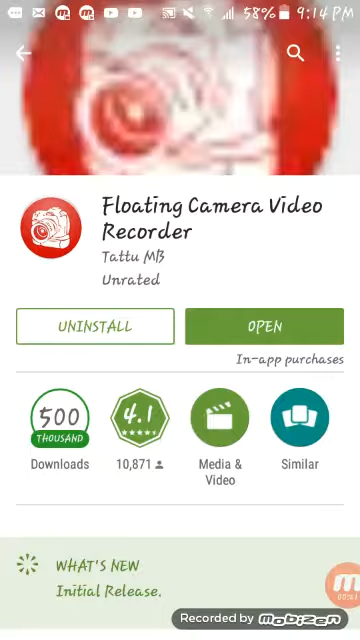 58% 9:14 PM
Floating Camera Video
Recorder
Tattu MB
Unrated
UNINSTALL
OPEN
In-app purchases
500
THOUSAND
4.1
Downloads
10,871
Media &
Video
Similar
WHAT'S NEW
Initial Release.
Recorded by mobizen